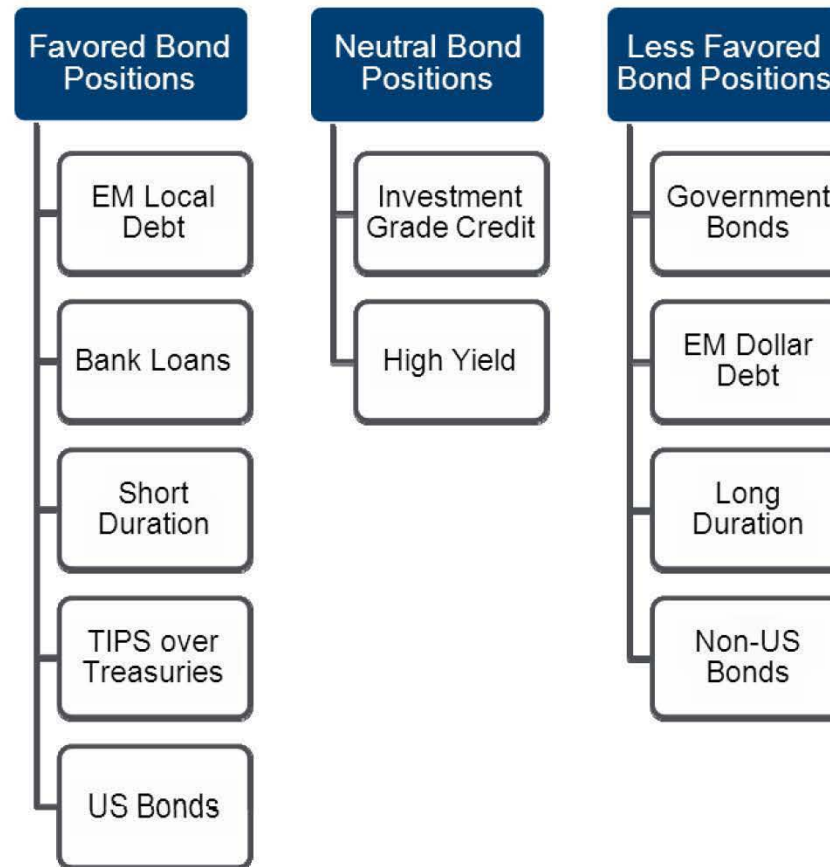 Favored Bond
Positions
EM Local
Debt
Bank Loans
Short
Duration
TIPS over
Treasuries
US Bonds
Neutral Bond
Positions
Investment
Grade Credit
High Yield
Less Favored
Bond Positions
Government
Bonds
EM Dollar
Debt
Long
Duration
Non-US
Bonds